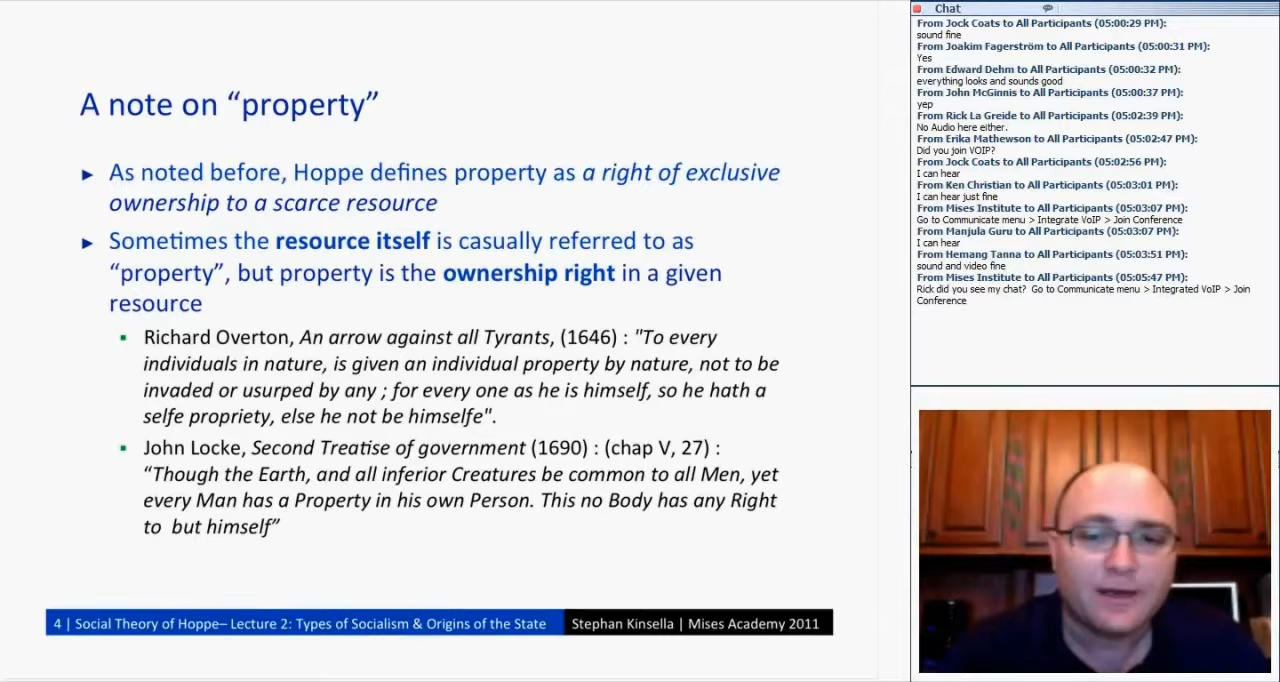 A note on “property”
► As noted before, Hoppe defines property as a right of exclusive
ownership to a scarce resource
► Sometimes the resource itself is casually referred to as
“property”, but property is the ownership right in a given
resource
▪ Richard Overton, An arrow against all Tyrants, (1646) : "To every
individuals in nature, is given an individual property by nature, not to be
invaded or usurped by any ; for every one as he is himself, so he hath a
selfe propriety, else he not be himselfe".
▪ John Locke, Second Treatise of government (1690) : (chap V, 27) :
“Though the Earth, and all inferior Creatures be common to all Men, yet
every Man has a Property in his own Person. This no Body has any Right
to but himself”
4 | Social Theory of Hoppe– Lecture 2: Types of Socialism & Origins of the State
Stephan Kinsella | Mises Academy 2011
Chat
From Jock Coats to All Participants (05:00:29 PM):
sound fine
From Joakim Fagerström to All Participants (05:00:31 PM):
Yes
From Edward Dehm to All Participants (05:00:32 PM):
everything looks and sounds good
From John McGinnis to All Participants (05:00:37 PM):
yep
From Rick La Greide to All Participants (05:02:39 PM):
No Audio here either.
From Erika Mathewson to All Participants (05:02:47 PM):
Did you join VOIP?
From Jock Coats to All Participants (05:02:56 PM):
I can hear
From Ken Christian to All Participants (05:03:01 PM):
I can hear just fine
From Mises Institute to All Participants (05:03:07 PM):
Go to Communicate menu > Integrate VoIP > Join Conference
From Manjula Guru to All Participants (05:03:07 PM):
I can hear
From Hemang Tanna to All Participants (05:03:51 PM):
sound and video fine
From Mises Institute to All Participants (05:05:47 PM):
Rick did you see my chat? Go to Communicate menu > Integrated VoIP > Join
Conference